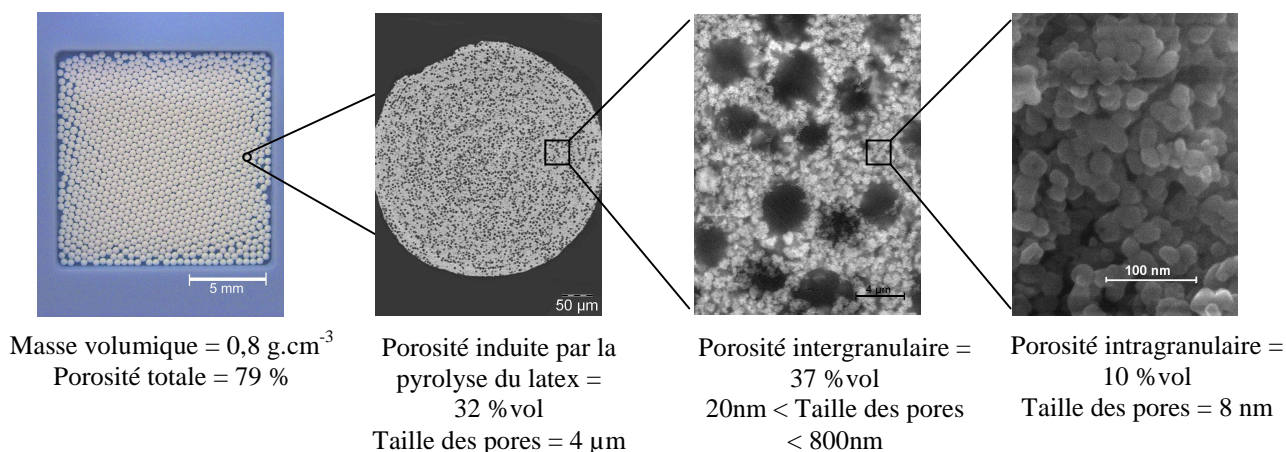 5 mm
50 µm
4 µm
100 nm
Masse volumique = 0,8 g.cm-3
Porosité totale = 79 %
Porosité induite par la
pyrolyse du latex =
32 %vol
Taille des pores = 4 µm
Porosité intergranulaire =
37 %vol
20nm < Taille des pores
< 800nm
Porosité intragranulaire =
10 %vol
Taille des pores = 8 nm